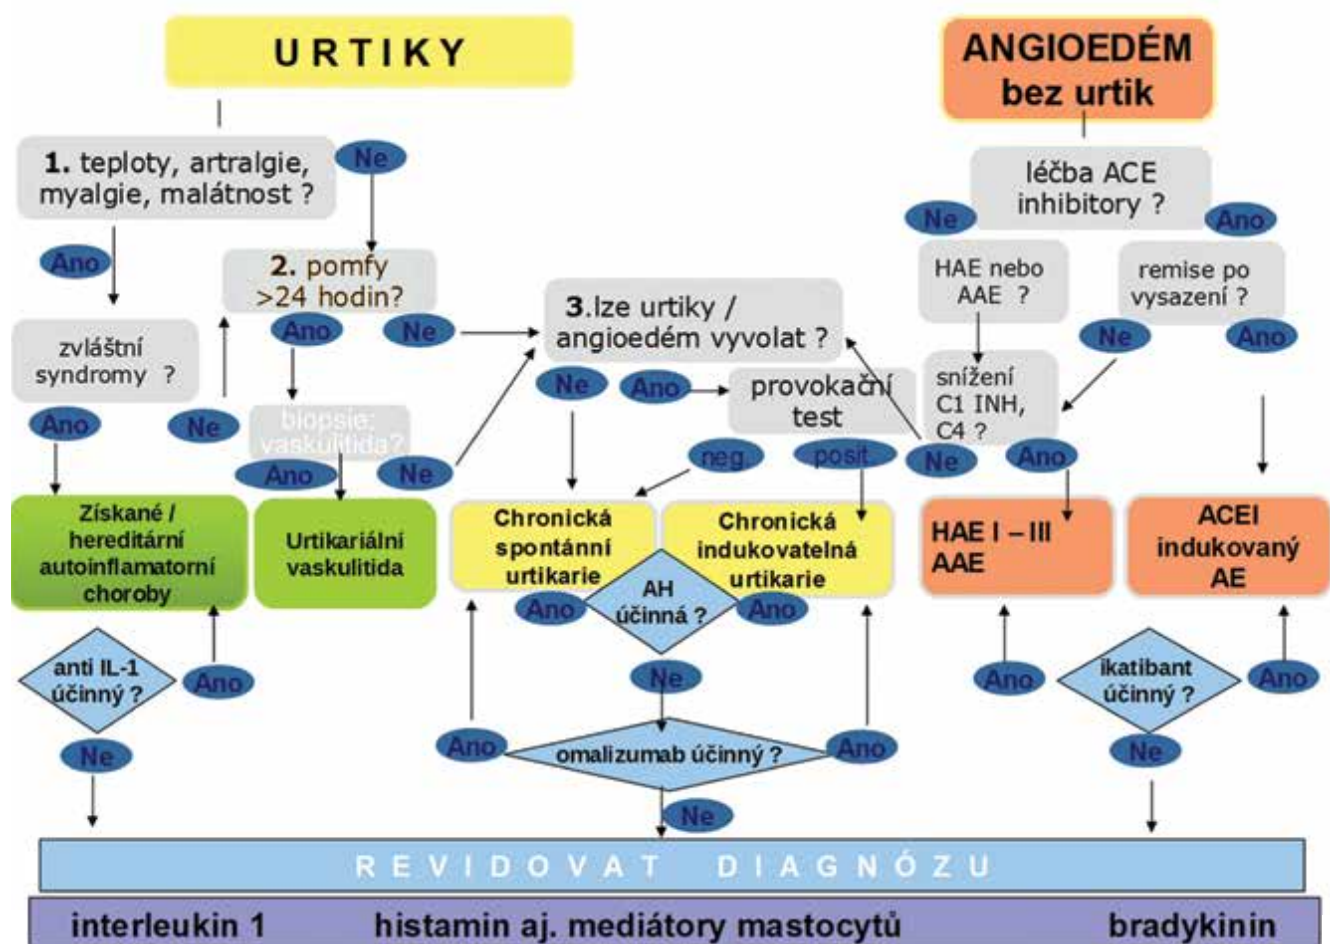 URTIKY
ANGIOEDÉM
bez urtik
1. teploty, artralgie,
myalgie, malátnost ?
Ne
léčba ACE
inhibitory ?
Ne
Ano
Ano
2. pomfy
>24 hodin?
Ano
Ne
3.lze urtiky /
angioedém vyvolat ?
HAE nebo
AAE ?
remise po
vysazení ?
Ne
Ano
zvláštní
syndromy ?
Ano
Ne
biopsie:
vaskulitida?
Ano
Ne
Ne
Ano
provokační
test
neg.
posit.
snížení
C1 INH,
C4 ?
Ne
Ano
Získané /
hereditární
autoinflamatorní
choroby
Urtikariální
vaskulitida
Chronická
spontánní
urtikarie
Chronická
indukovatelná
urtikarie
HAE I – III
AAE
ACEI
indukovaný
AE
Ano
AH
účinná ?
Ano
anti IL-1
účinný ?
Ano
Ne
Ne
Ano
omalizumab účinný ?
Ano
Ne
Ano
ikatibant
účinný ?
Ano
Ne
REVIDOVAT DIAGNÓZU
interleukin 1
histamin aj. mediátory mastocytů
bradykinin